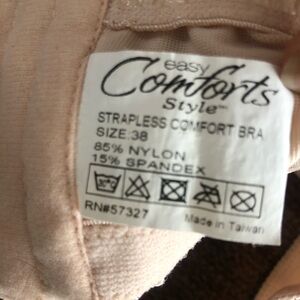 easy
Comforts
Style™
STRAPLESS COMFORT BRA
SIZE:38
85% NYLON
15% SPANDEX
RN#57327
Made in Taiwan